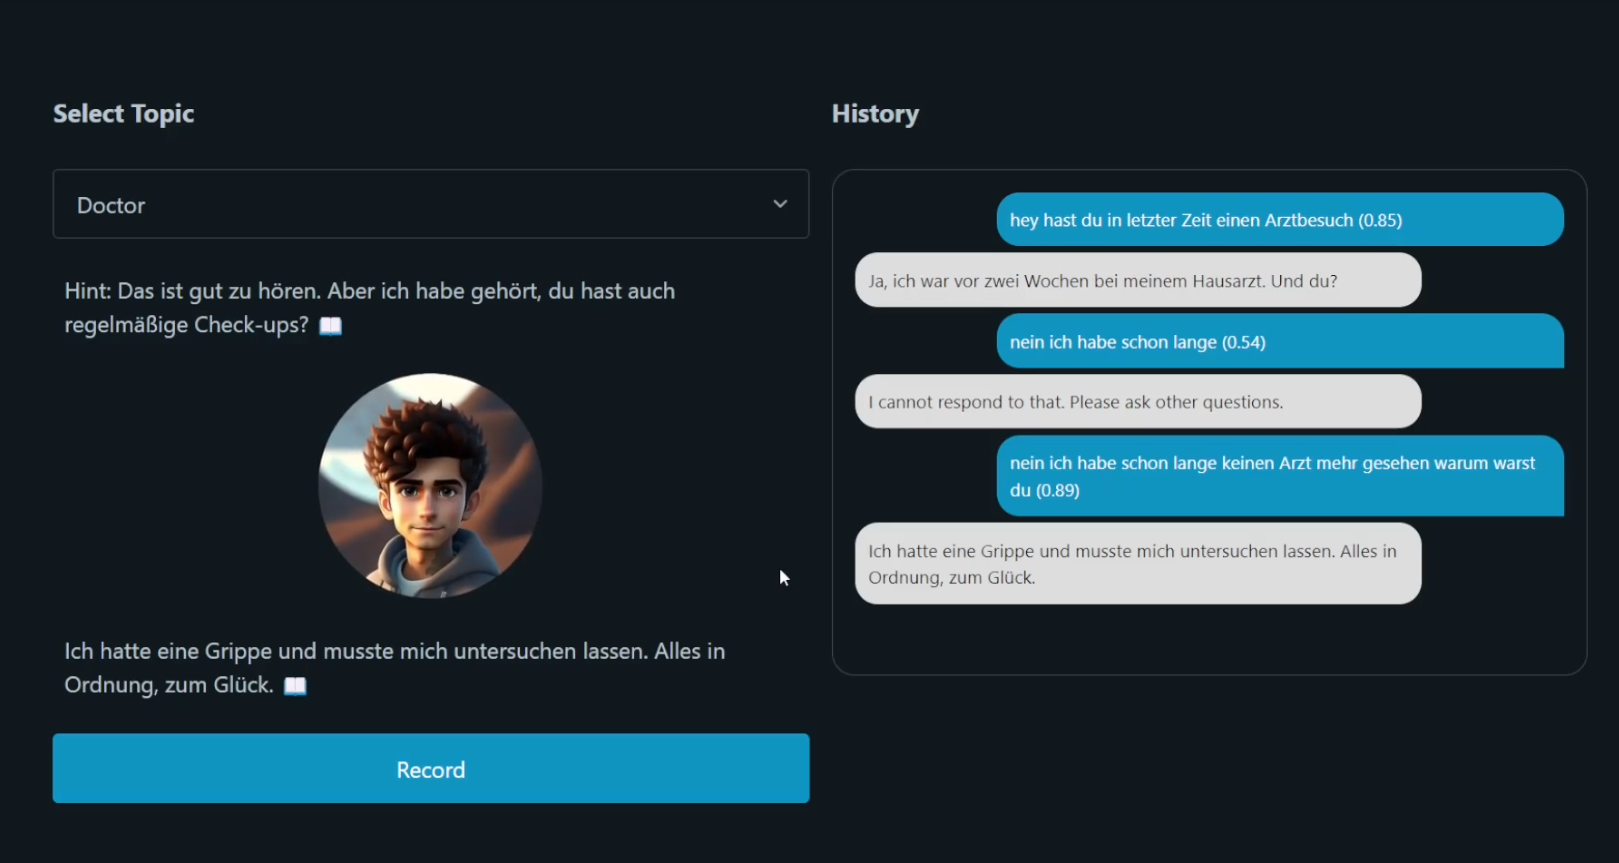 Select Topic
Doctor
Hint: Das ist gut zu hören. Aber ich habe gehört, du hast auch
regelmäßige Check-ups?
Ich hatte eine Grippe und musste mich untersuchen lassen. Alles in
Ordnung, zum Glück.
Record
History
hey hast du in letzter Zeit einen Arztbesuch (0.85)
Ja, ich war vor zwei Wochen bei meinem Hausarzt. Und du?
nein ich habe schon lange (0.54)
I cannot respond to that. Please ask other questions.
nein ich habe schon lange keinen Arzt mehr gesehen warum warst
du (0.89)
Ich hatte eine Grippe und musste mich untersuchen lassen. Alles in
Ordnung, zum Glück.